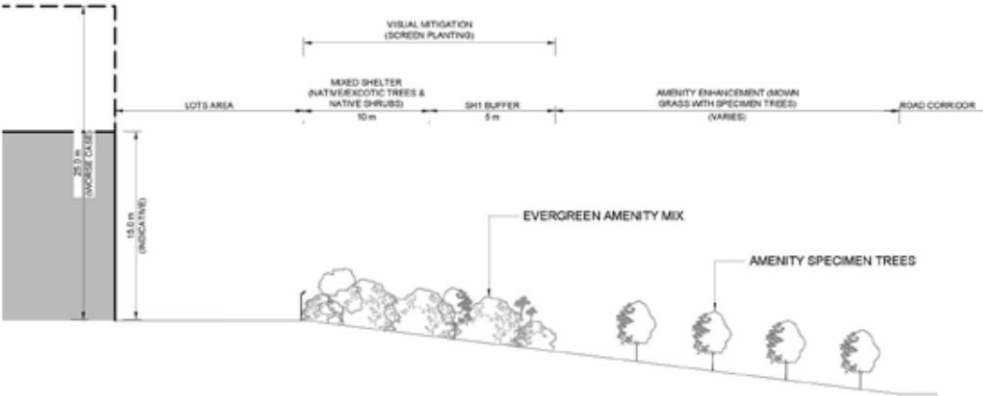 VISUAL MITIGATION
(SCREEN PLANTING)
LOTS AREA
MIXED SHELTER
(NATIVE/EXCOTIC TREES &
NATIVE SHRUBS)
10 m
SH1 BUFFER
5 m
AMENITY ENHANCEMENT (MOWN
GRASS WITH SPECIMEN TREES)
(VARIES)
ROAD CORRIDOR
25.0 m
(WORSE CASE)
15.0 m
(INDICATIVE)
EVERGREEN AMENITY MIX
AMENITY SPECIMEN TREES